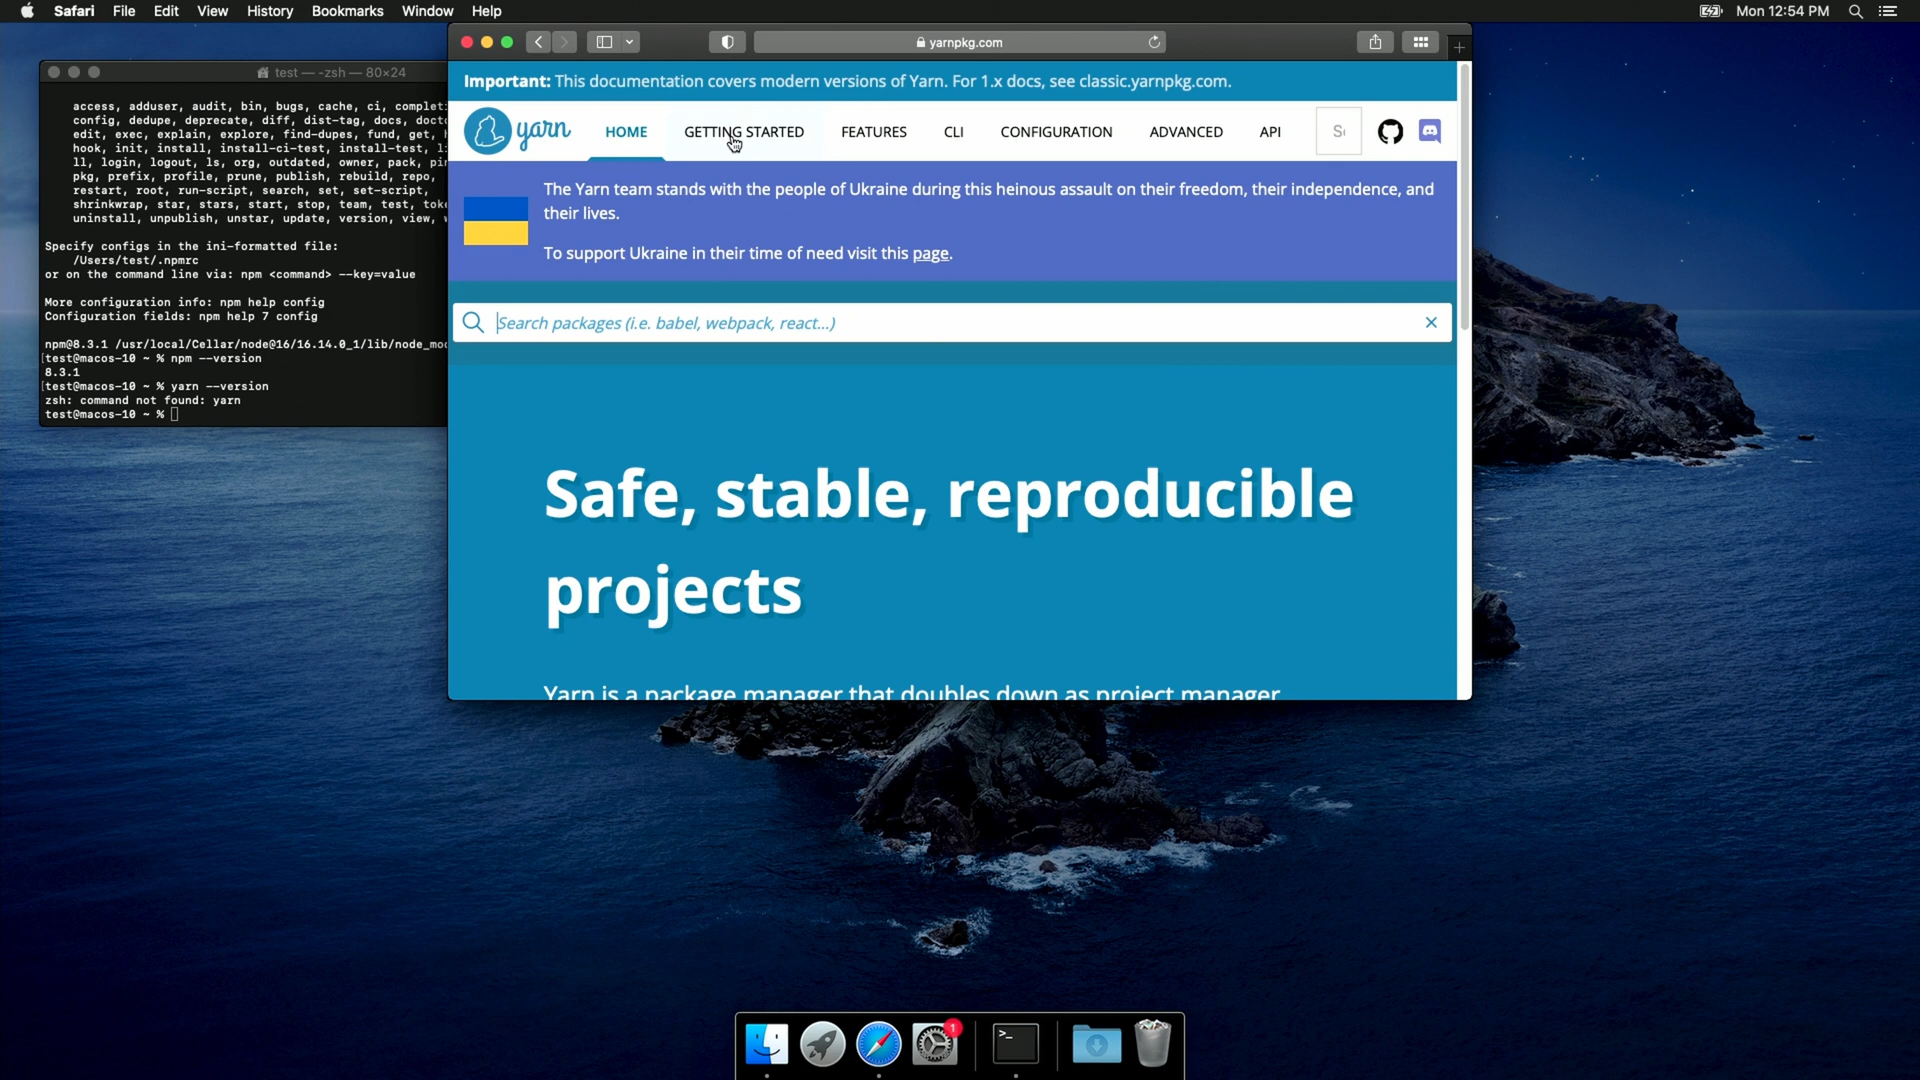 Safari File Edit View History Bookmarks Window Help
Mon 12:54 PM
test — -zsh — 80×24
access, adduser, audit, bin, bugs, cache, ci,
config, dedupe, deprecate, diff, dist-tag, docs,
edit, exec, explain, explore, find-dupes, fund, get,
hook, init, install, install-ci-test, install-test,
ll, login, logout, ls, org, outdated, owner, pack,
pkg, prefix, profile, prune, publish, rebuild, repo,
restart, root, run-script, search, set, set-script,
shrinkwrap, star, stars, start, stop, team, test,
uninstall, unpublish, unstar, update, version, view,
Specify configs in the ini-formatted file:
/Users/test/.npmrc
or on the command line via: npm <command> --key=value
More configuration info: npm help config
Configuration fields: npm help 7 config
npm@8.3.1 /usr/local/Cellar/node@16/16.14.0_1/lib/node_mo
[test@macos-10 ~ % npm --version
8.3.1
[test@macos-10 ~ % yarn --version
zsh: command not found: yarn
test@macos-10 ~ %
yarnpkg.com
Important: This documentation covers modern versions of Yarn. For 1.x docs, see classic.yarnpkg.com.
yarn HOME GETTING STARTED FEATURES CLI CONFIGURATION ADVANCED API
The Yarn team stands with the people of Ukraine during this heinous assault on their freedom, their independence, and
their lives.
To support Ukraine in their time of need visit this page.
Search packages (i.e. babel, webpack, react...)
Safe, stable, reproducible
projects
Yarn is a package manager that doubles down as project manager.
1
>_